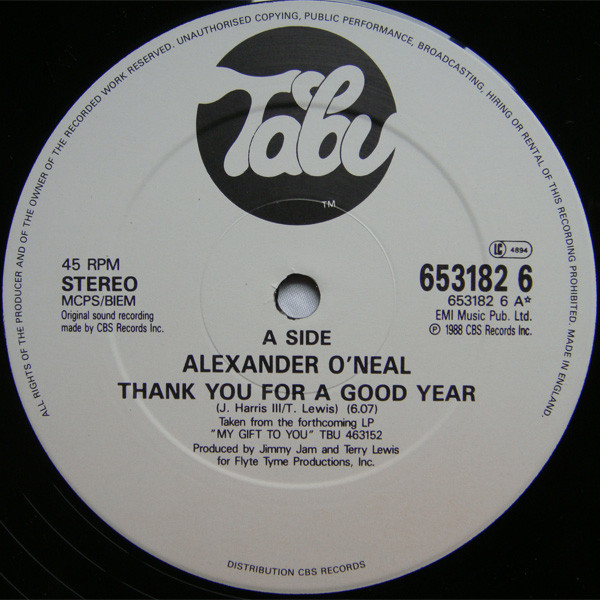 ALL RIGHTS OF THE PRODUCER AND OF THE OWNER OF THE RECORDED WORK RESERVED. UNAUTHORISED COPYING, PUBLIC PERFORMANCE, BROADCASTING, HIRING OR RENTAL OF THIS RECORDING PROHIBITED. MADE IN ENGLAND.
Tabu
TM
45 RPM
STEREO
MCPS/BIEM
Original sound recording
made by CBS Records Inc.
LC 4894
653182 6
653182 6 A☆
EMI Music Pub. Ltd.
℗ 1988 CBS Records Inc.
A SIDE
ALEXANDER O'NEAL
THANK YOU FOR A GOOD YEAR
(J. Harris III/T. Lewis) (6.07)
Taken from the forthcoming LP
"MY GIFT TO YOU" TBU 463152
Produced by Jimmy Jam and Terry Lewis
for Flyte Tyme Productions, Inc.
DISTRIBUTION CBS RECORDS